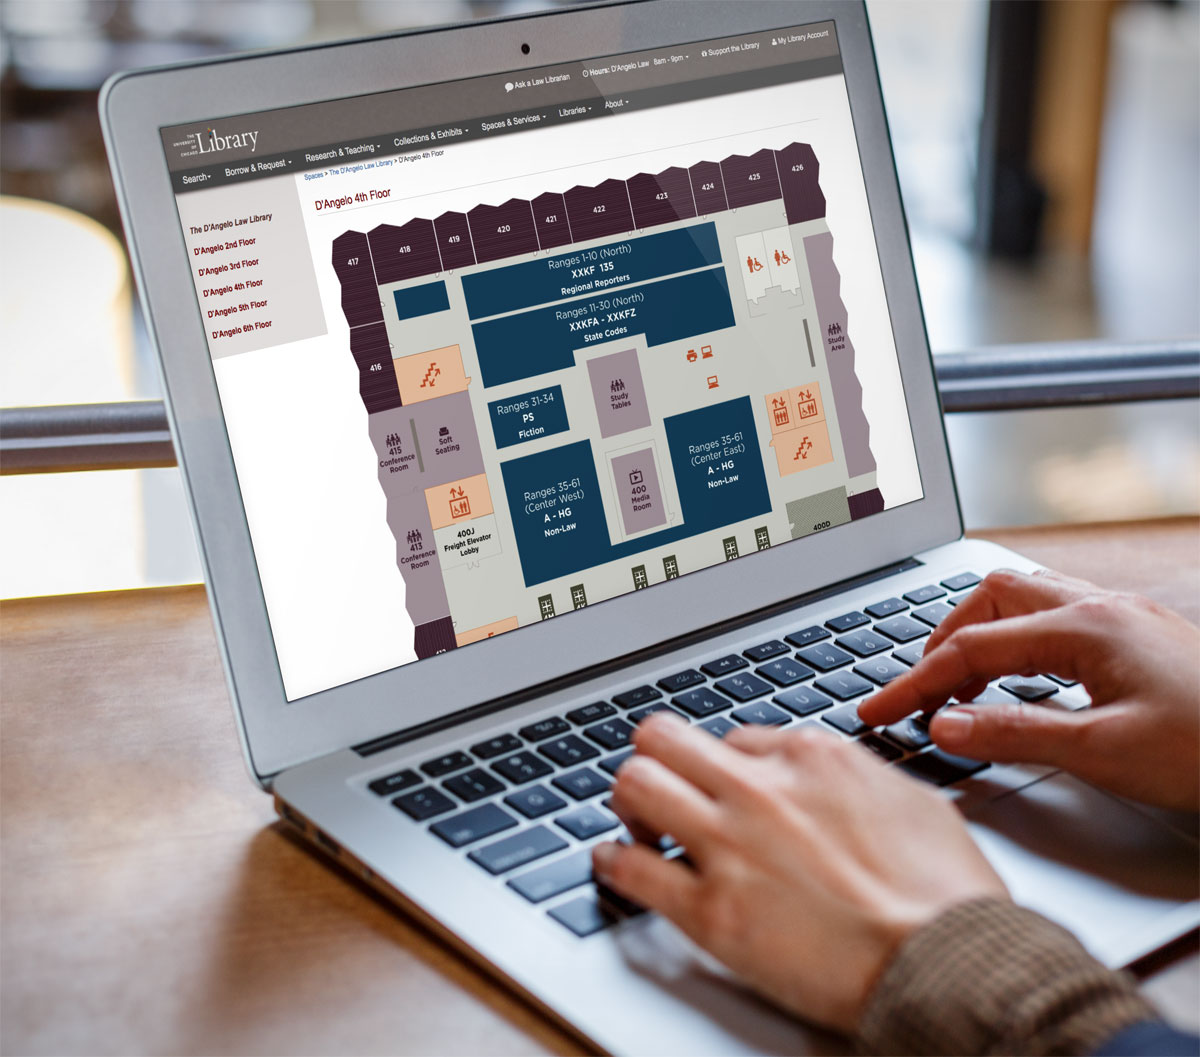 Ask a Law Librarian
Hours: D'Angelo Law 8am - 9pm
Support the Library
My Library Account
THE
UNIVERSITY
OF
CHICAGO
Library
Search
Borrow & Request
Research & Teaching
Collections & Exhibits
Spaces & Services
Libraries
About
Spaces > The D'Angelo Law Library > D'Angelo 4th Floor
The D'Angelo Law Library
D'Angelo 2nd Floor
D'Angelo 3rd Floor
D'Angelo 4th Floor
D'Angelo 5th Floor
D'Angelo 6th Floor
D'Angelo 4th Floor
417
418
419
420
421
422
423
424
425
426
Ranges 1-10 (North)
XXKF 135
Regional Reporters
Ranges 11-30 (North)
XXKFA - XXKFZ
State Codes
416
Study
Area
Study
Tables
Ranges 31-34
PS
Fiction
415
Conference
Room
Soft
Seating
Ranges 35-61
(Center West)
A - HG
Non-Law
400
Media
Room
Ranges 35-61
(Center East)
A - HG
Non-Law
413
Conference
Room
400J
Freight Elevator
Lobby
400D